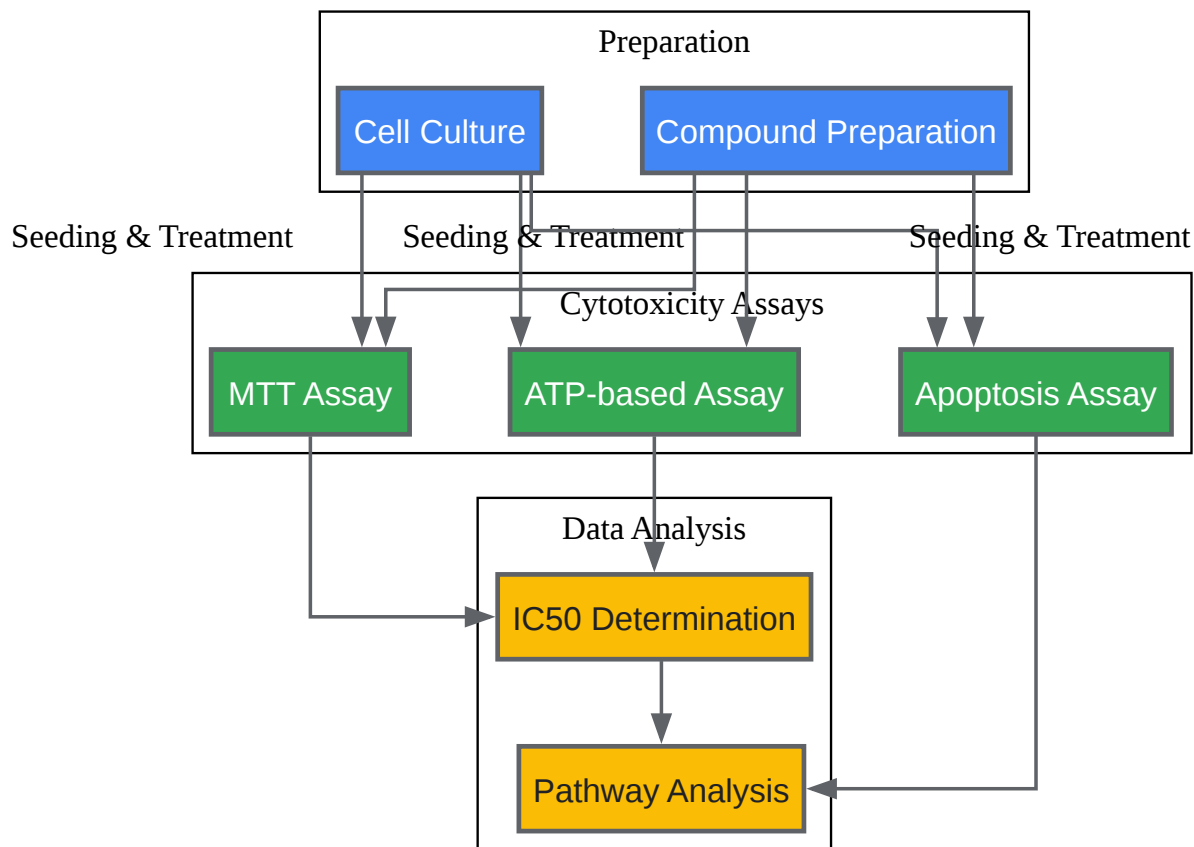 Preparation
Cell Culture
Compound Preparation
Seeding & Treatment
Seeding & Treatment
Seeding & Treatment
Cytotoxicity Assays
MTT Assay
ATP-based Assay
Apoptosis Assay
Data Analysis
IC50 Determination
Pathway Analysis